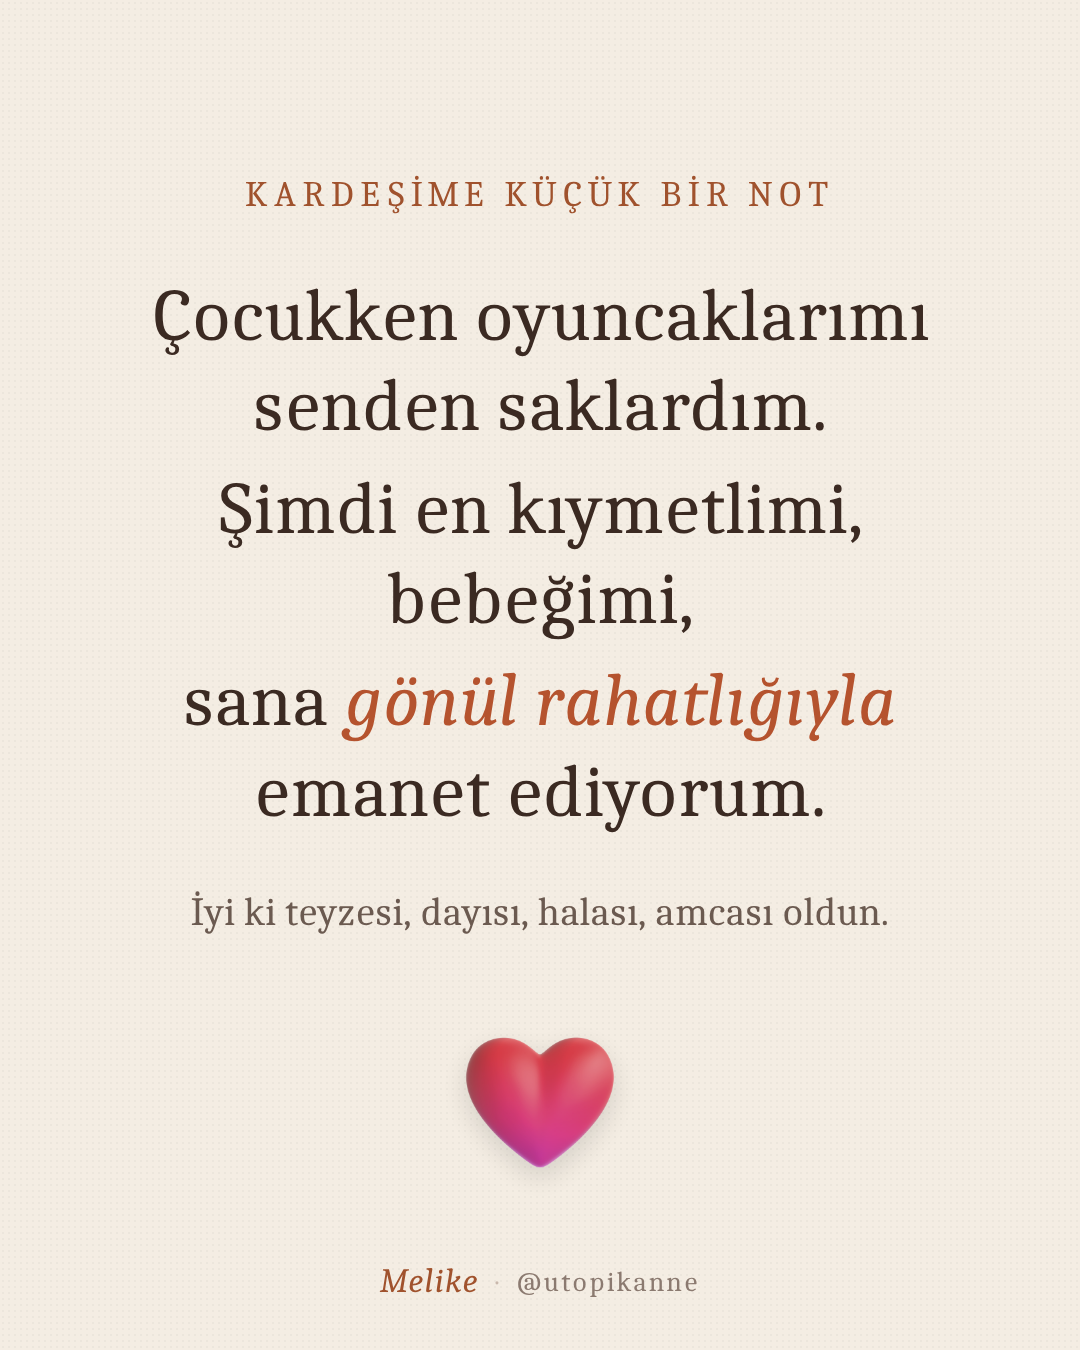 KARDEŞİME KÜÇÜK BİR NOT
Çocukken oyuncaklarımı
senden saklardım.
Şimdi en kıymetlimi,
bebeğimi,
sana gönül rahatlığıyla
emanet ediyorum.
İyi ki teyzesi, dayısı, halası, amcası oldun.
Melike · @utopikanne